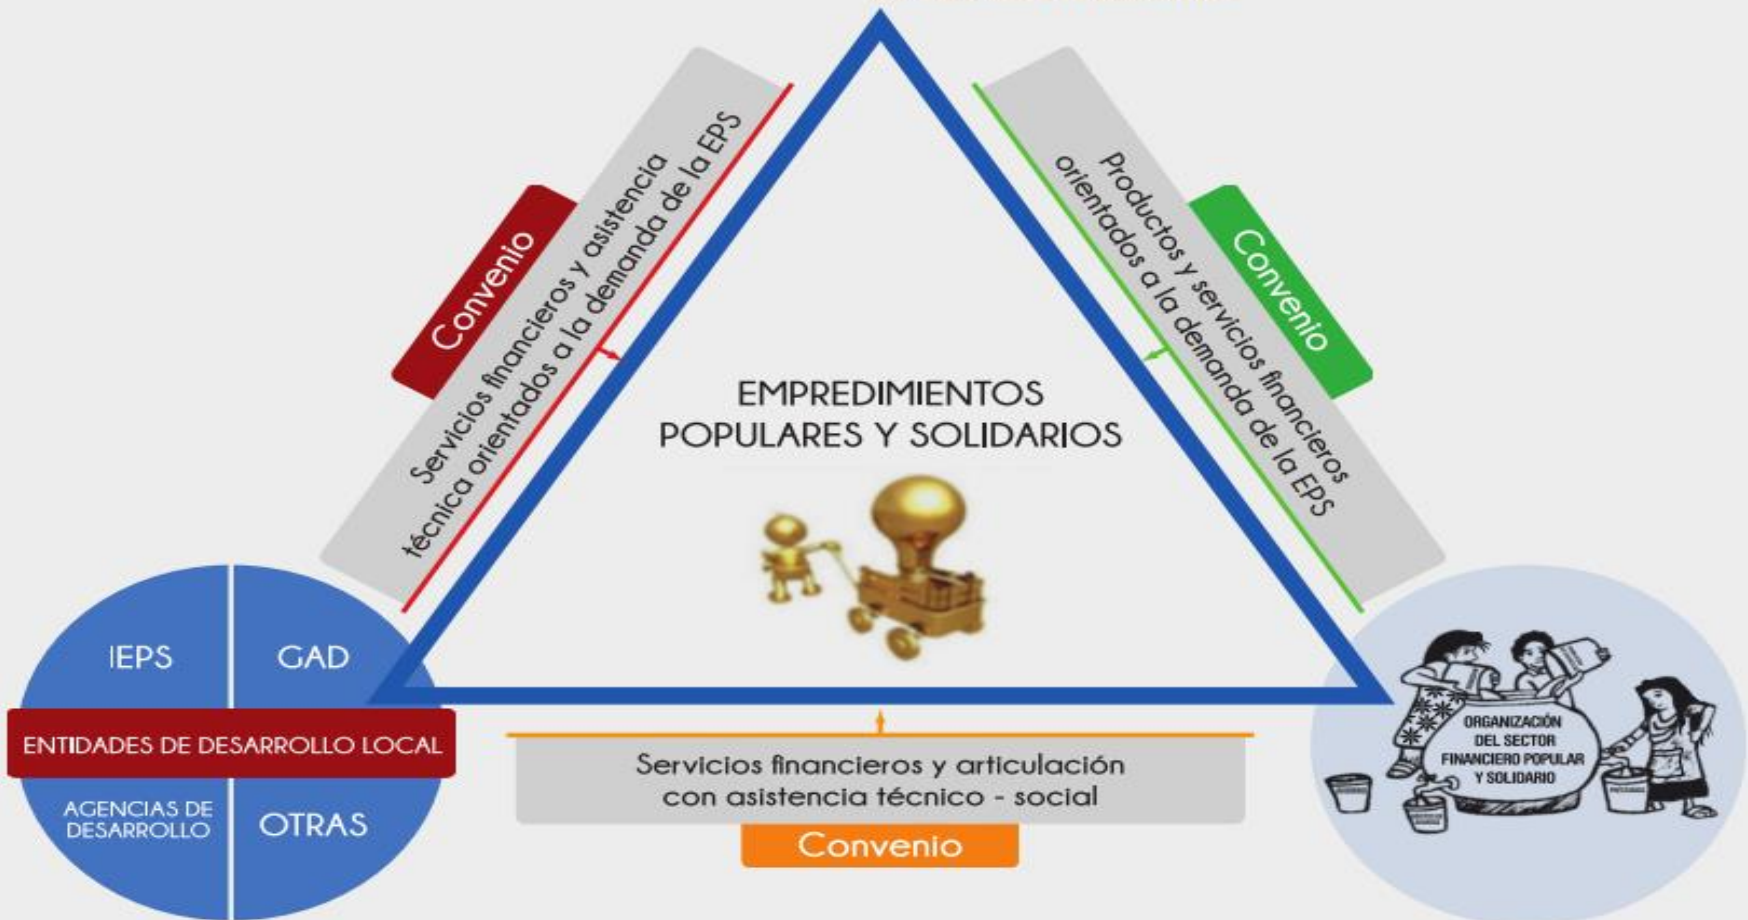 Convenio
Servicios financieros y asistencia
técnica orientados a la demanda de la EPS
Convenio
Productos y servicios financieros
orientados a la demanda de la EPS
EMPREDIMIENTOS
POPULARES Y SOLIDARIOS
IEPS
GAD
ENTIDADES DE DESARROLLO LOCAL
AGENCIAS DE
DESARROLLO
OTRAS
Servicios financieros y articulación
con asistencia técnico - social
Convenio
ORGANIZACIÓN
DEL SECTOR
FINANCIERO POPULAR
Y SOLIDARIO